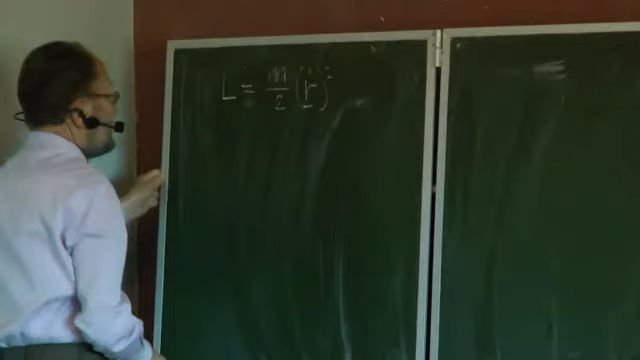 L = m/2 (ṙ)²